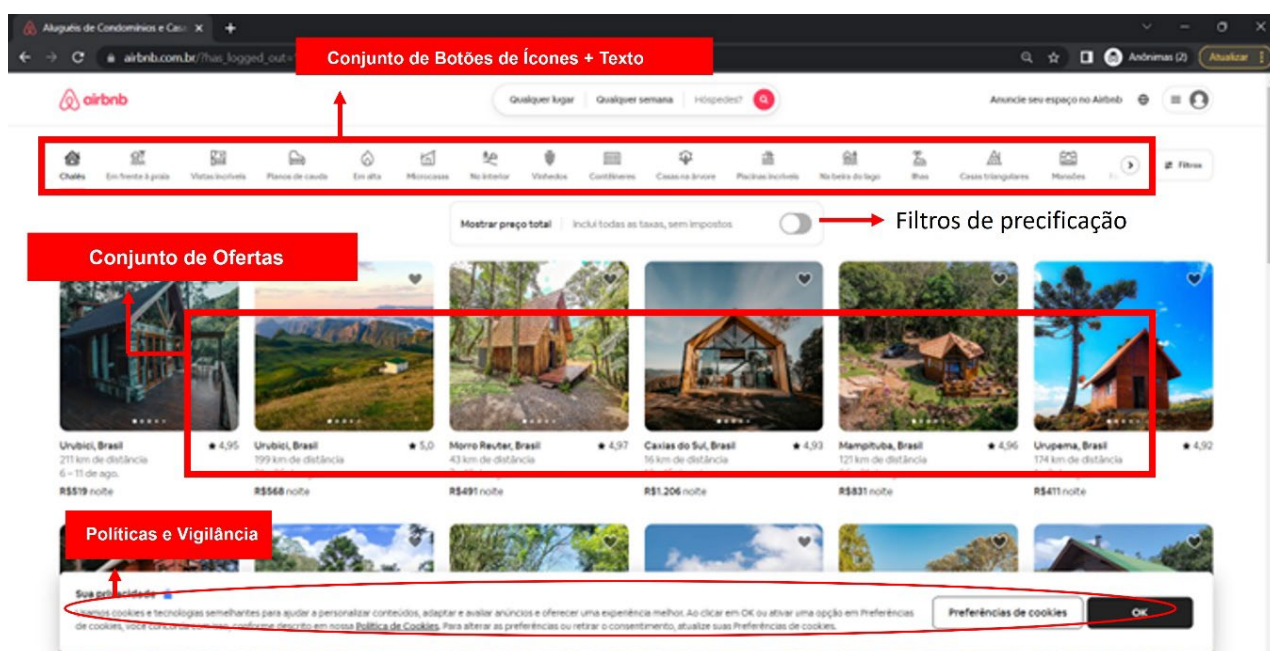 Aluguéis de Condomínios e Cas
airbnb.com.br/?has_logged_out=
Anônimas (2)
Atualizar
Conjunto de Botões de Ícones + Texto
airbnb
Qualquer lugar
Qualquer semana
Hóspedes?
Anuncie seu espaço no Airbnb
Chalés
Em frente à praia
Vistas incríveis
Planos de cauda
Em alta
Microcasas
No interior
Vinhedos
Contêineres
Casas na árvore
Piscinas incríveis
Na beira do lago
Ilhas
Casas triangulares
Mansões
Filtros
Mostrar preço total
Inclui todas as taxas, sem impostos
Filtros de precificação
Conjunto de Ofertas
Urubici, Brasil
4,95
211 km de distância
6 – 11 de ago.
R$519 noite
Urubici, Brasil
5,0
199 km de distância
R$568 noite
Morro Reuter, Brasil
4,97
43 km de distância
R$491 noite
Caxias do Sul, Brasil
4,93
16 km de distância
R$1.206 noite
Mampituba, Brasil
4,96
121 km de distância
R$831 noite
Urupema, Brasil
4,92
174 km de distância
R$411 noite
Políticas e Vigilância
Sua privacidade
Usamos cookies e tecnologias semelhantes para ajudar a personalizar conteúdos, adaptar e avaliar anúncios e oferecer uma experiência melhor. Ao clicar em OK ou ativar uma opção em Preferências
de cookies, você concorda com isso, conforme descrito em nossa Política de Cookies. Para alterar as preferências ou retirar o consentimento, atualize suas Preferências de cookies.
Preferências de cookies
OK